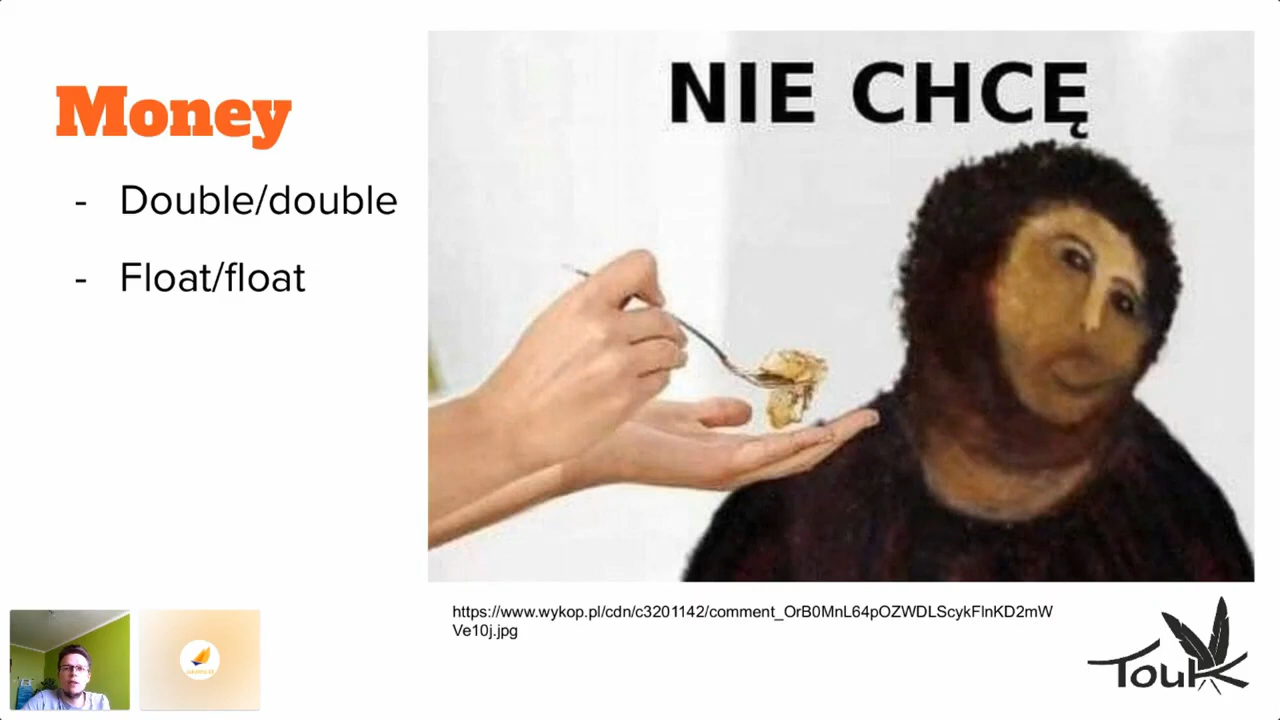 Money
NIE CHCĘ
- Double/double
- Float/float
https://www.wykop.pl/cdn/c3201142/comment_OrB0MnL64pOZWDLScykFlnKD2mW
Ve10j.jpg
TouK